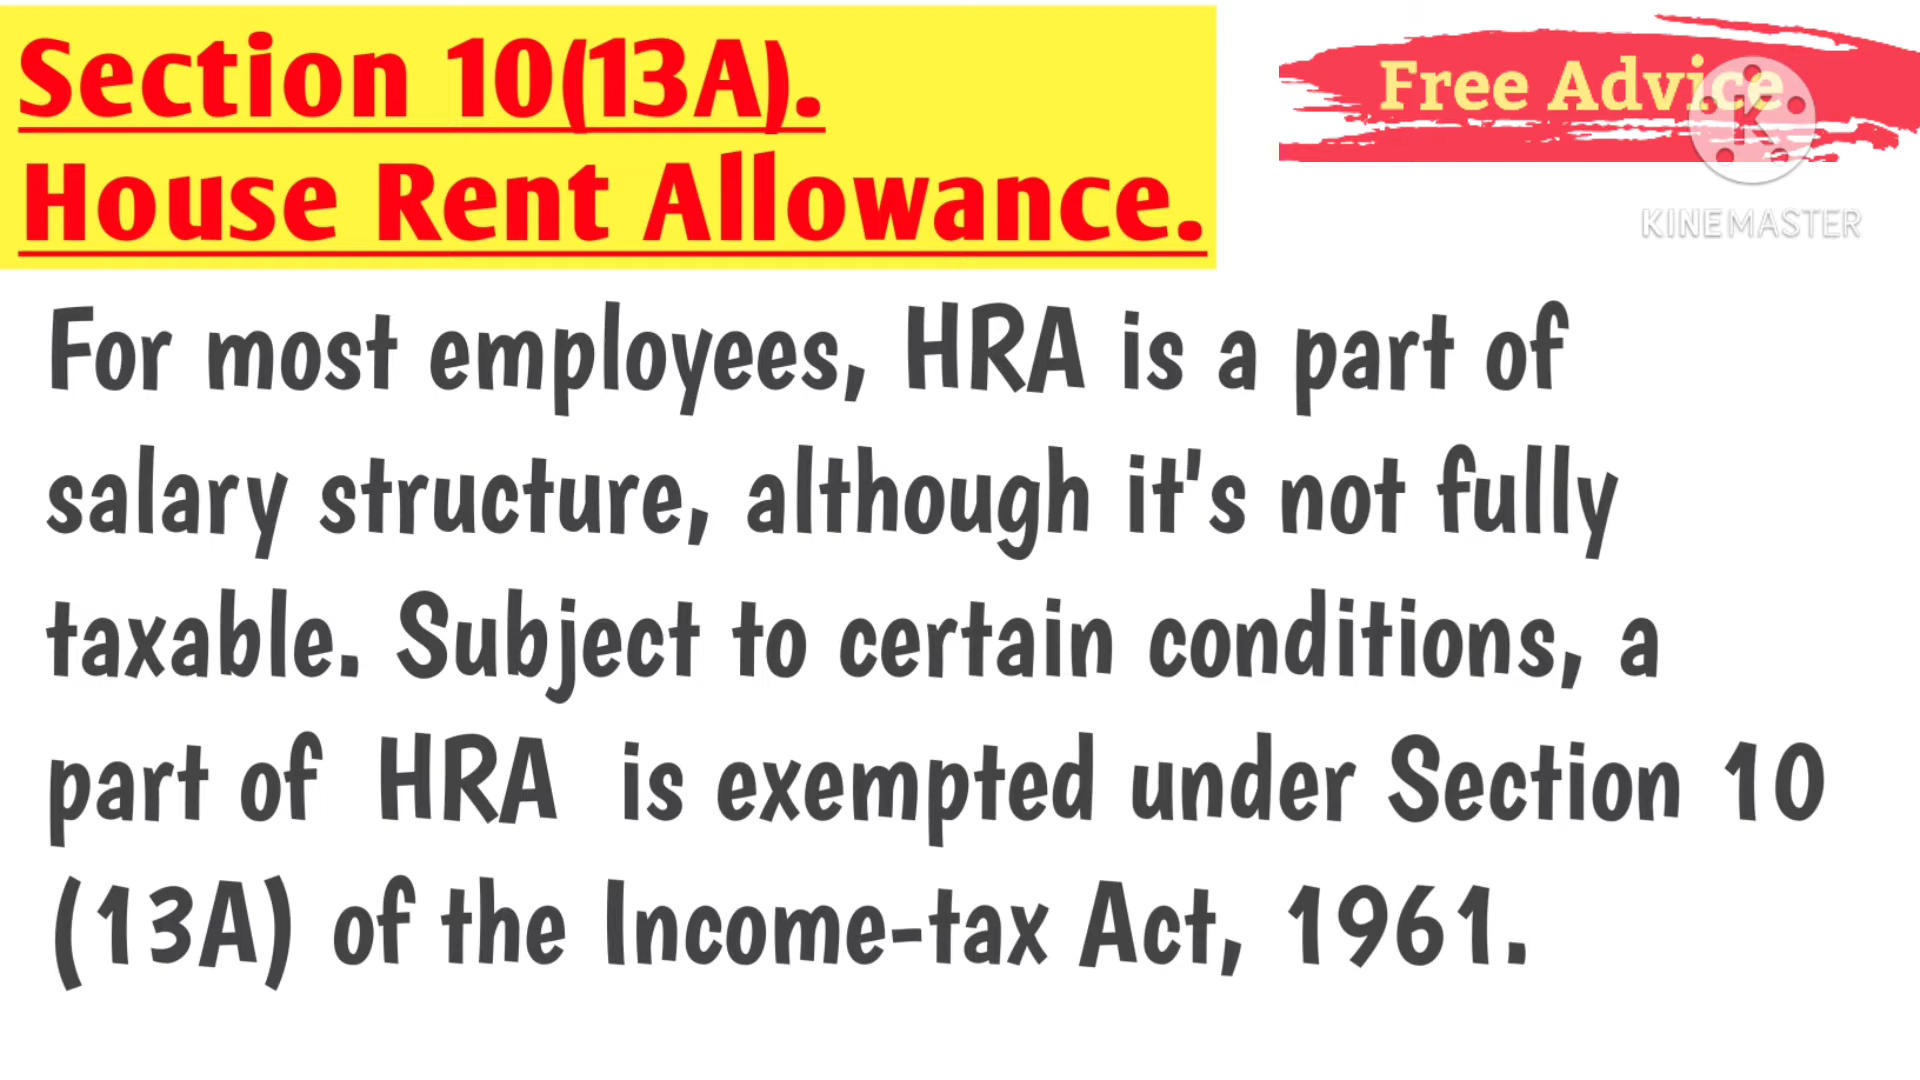 Section 10(13A).
Free Advice
House Rent Allowance.
KINEMASTER
For most employees, HRA is a part of
salary structure, although it's not fully
taxable. Subject to certain conditions, a
part of HRA is exempted under Section 10
(13A) of the Income-tax Act, 1961.